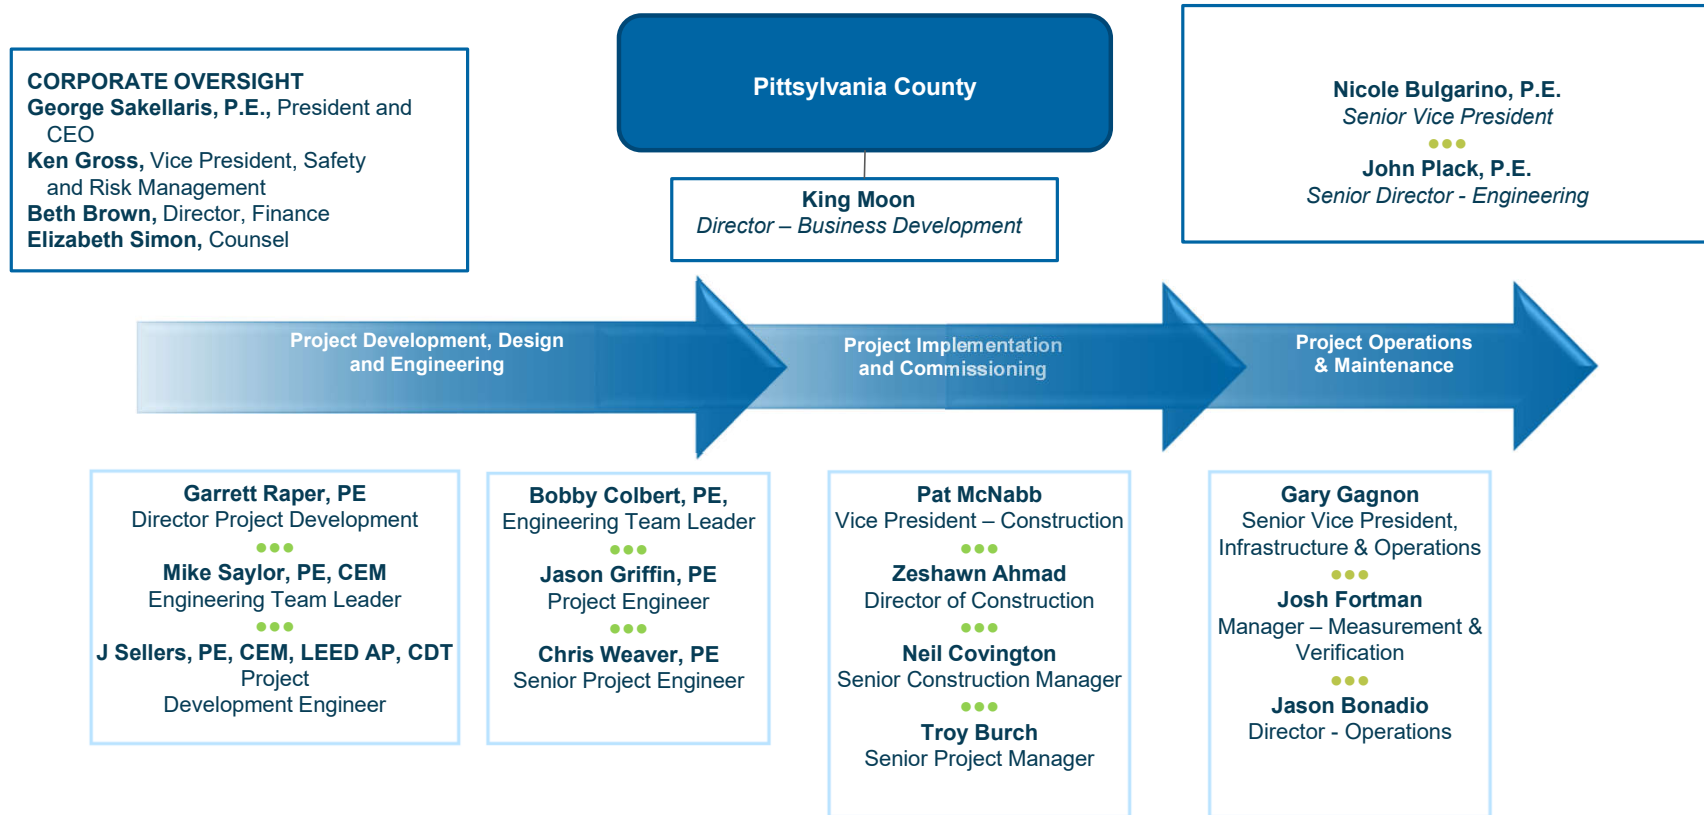 CORPORATE OVERSIGHT
George Sakellaris, P.E., President and
CEO
Ken Gross, Vice President, Safety
and Risk Management
Beth Brown, Director, Finance
Elizabeth Simon, Counsel
Pittsylvania County
King Moon
Director – Business Development
Nicole Bulgarino, P.E.
Senior Vice President
John Plack, P.E.
Senior Director - Engineering
Project Development, Design
and Engineering
Project Implementation
and Commissioning
Project Operations
& Maintenance
Garrett Raper, PE
Director Project Development
Mike Saylor, PE, CEM
Engineering Team Leader
J Sellers, PE, CEM, LEED AP, CDT
Project
Development Engineer
Bobby Colbert, PE,
Engineering Team Leader
Jason Griffin, PE
Project Engineer
Chris Weaver, PE
Senior Project Engineer
Pat McNabb
Vice President – Construction
Zeshawn Ahmad
Director of Construction
Neil Covington
Senior Construction Manager
Troy Burch
Senior Project Manager
Gary Gagnon
Senior Vice President,
Infrastructure & Operations
Josh Fortman
Manager – Measurement &
Verification
Jason Bonadio
Director - Operations